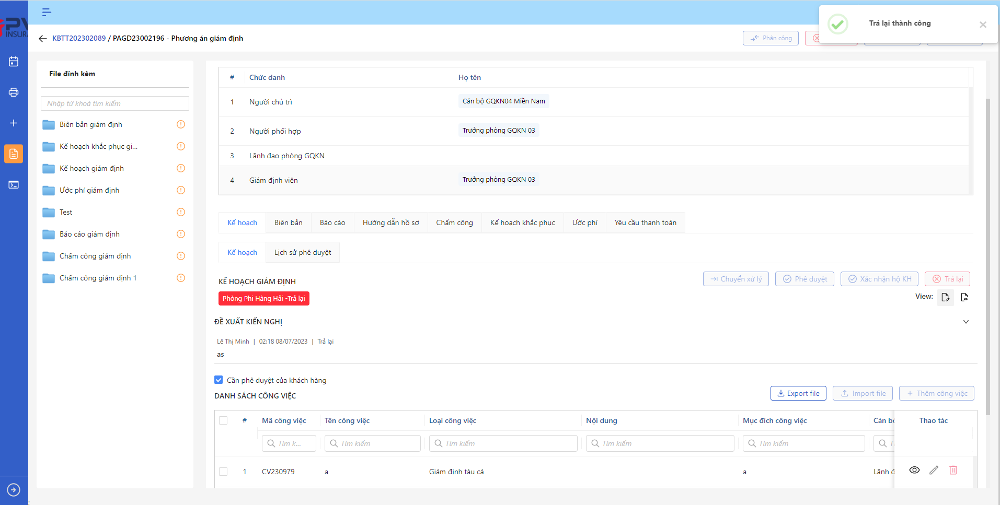 PV
INSURA
Trả lại thành công
KBTT202302089 / PAGD23002196 - Phương án giám định
Phân công
File đính kèm
Nhập từ khoá tìm kiếm
Biên bản giám định
Kế hoạch khắc phục gi...
Kế hoạch giám định
Ước phí giám định
Test
Báo cáo giám định
Chấm công giám định
Chấm công giám định 1
# Chức danh Họ tên
1 Người chủ trì Cán bộ GQKN04 Miền Nam
2 Người phối hợp Trưởng phòng GQKN 03
3 Lãnh đạo phòng GQKN
4 Giám định viên Trưởng phòng GQKN 03
Kế hoạch Biên bản Báo cáo Hướng dẫn hồ sơ Chấm công Kế hoạch khắc phục Ước phí Yêu cầu thanh toán
Kế hoạch Lịch sử phê duyệt
KẾ HOẠCH GIÁM ĐỊNH
Chuyển xử lý Phê duyệt Xác nhận hộ KH Trả lại
Phòng Phi Hàng Hải -Trả lại
View:
ĐỀ XUẤT KIẾN NGHỊ
Lê Thị Minh | 02:18 08/07/2023 | Trả lại
as
Cần phê duyệt của khách hàng
DANH SÁCH CÔNG VIỆC
Export file Import file + Thêm công việc
# Mã công việc Tên công việc Loại công việc Nội dung Mục đích công việc Cán bộ Thao tác
Tìm k... Tìm kiếm Tìm kiếm Tìm kiếm Tìm kiếm
1 CV230979 a Giám định tàu cá a Lãnh đ